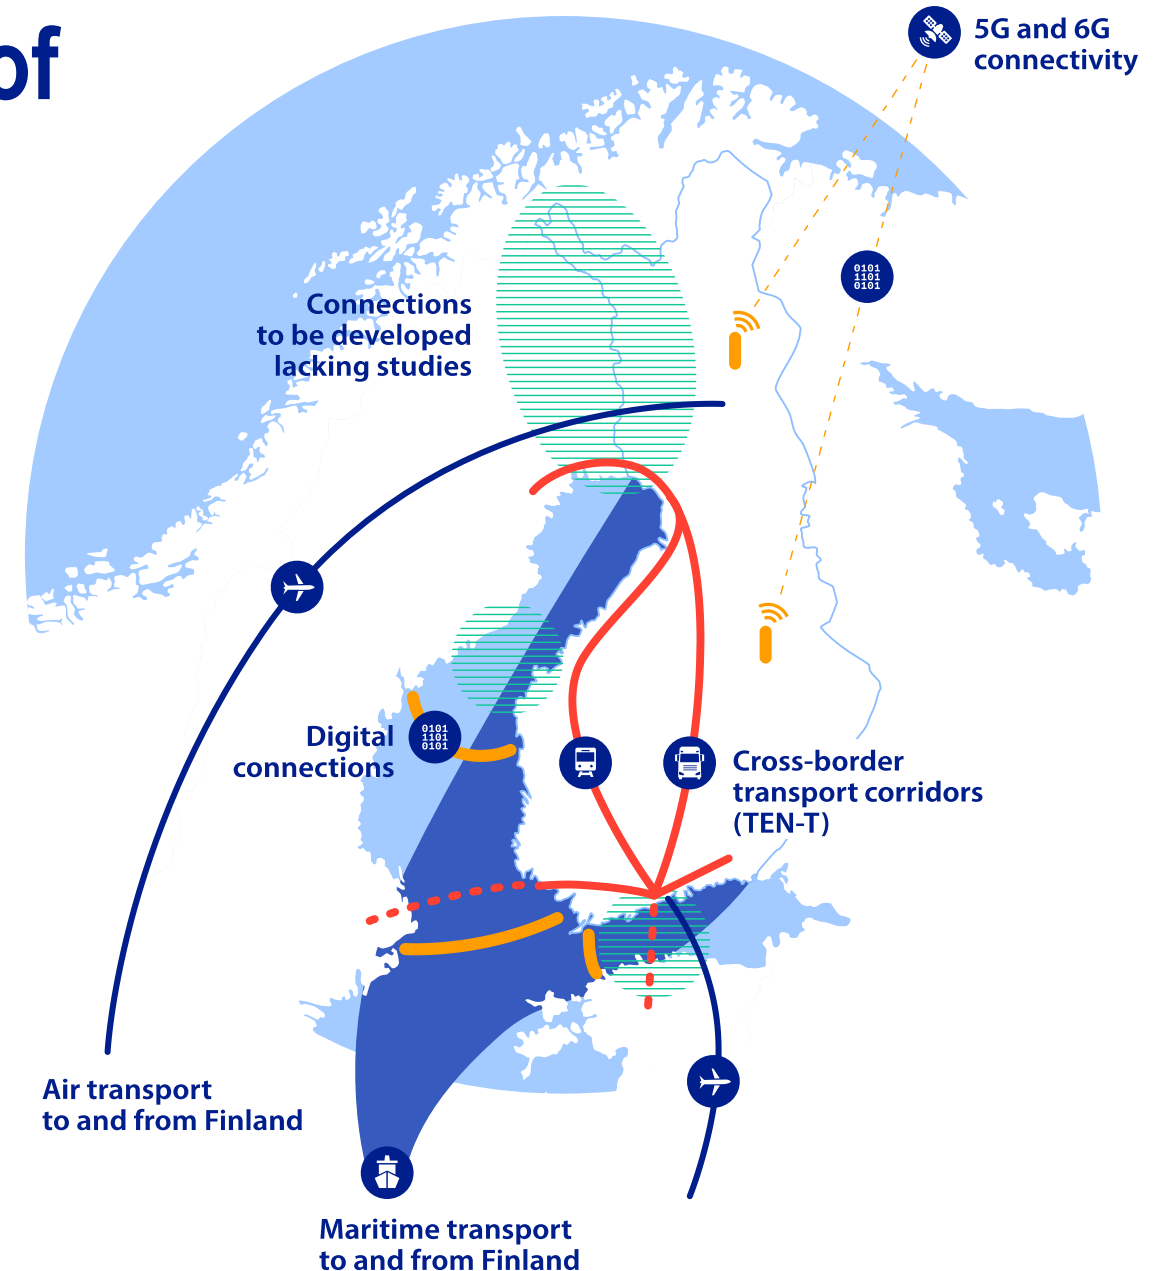 of
5G and 6G
connectivity
0101
1101
0101
Connections
to be developed
lacking studies
Digital
connections
0101
1101
0101
Cross-border
transport corridors
(TEN-T)
Air transport
to and from Finland
Maritime transport
to and from Finland